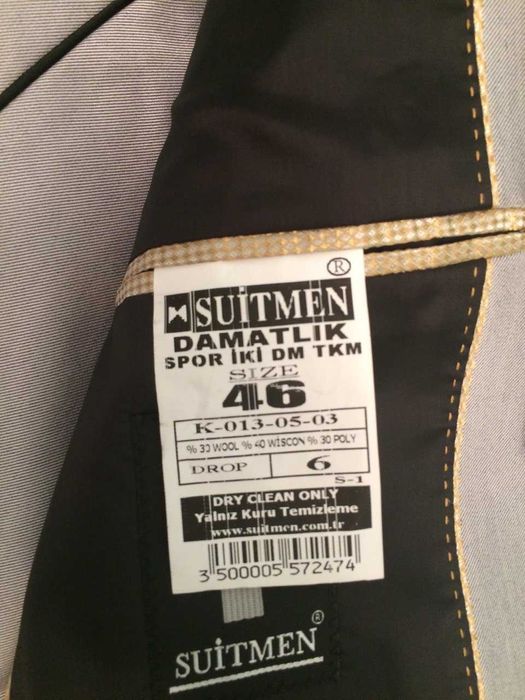 ®
SUİTMEN
DAMATLIK
SPOR İKİ DM TKM
SIZE
46
K-013-05-03
% 30 WOOL % 40 WISCON % 30 POLY
DROP 6
S-1
DRY CLEAN ONLY
Yalnız Kuru Temizleme
www.suitmen.com.tr
3 500005 572474
SUİTMEN®